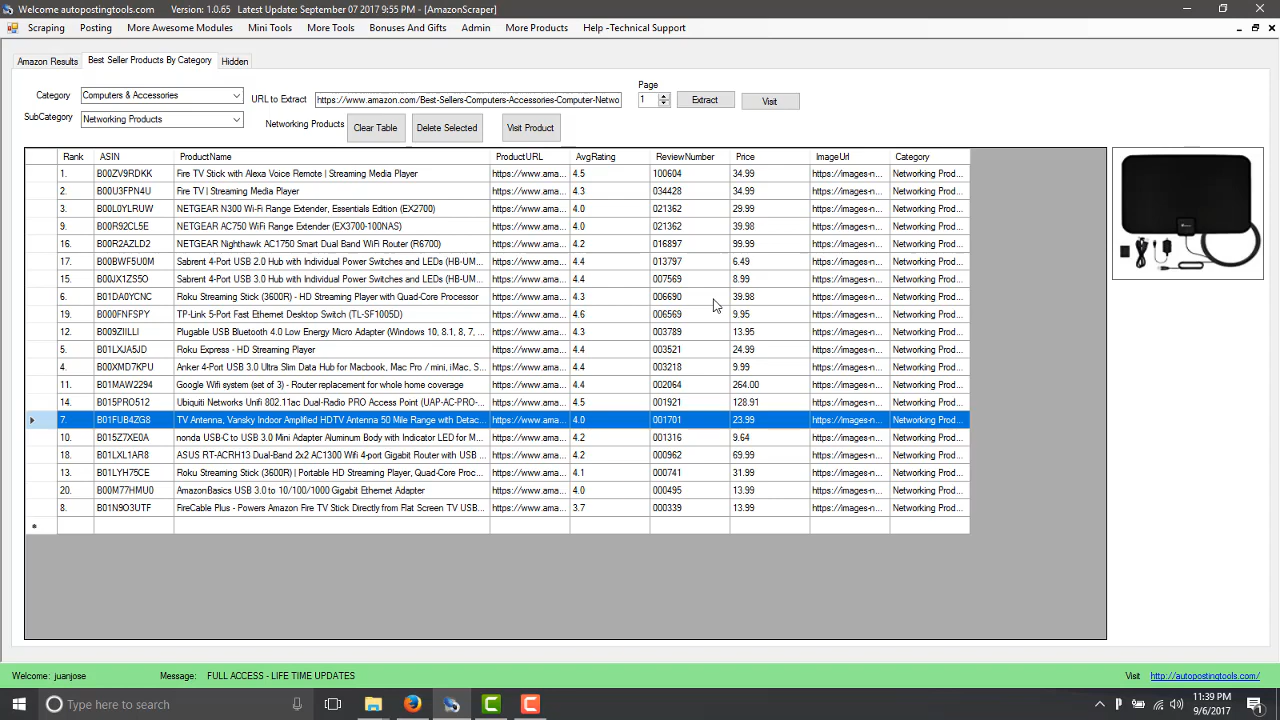 Welcome autopostingtools.com Version: 1.0.65 Latest Update: September 07 2017 9:55 PM - [AmazonScraper]
Scraping Posting More Awesome Modules Mini Tools More Tools Bonuses And Gifts Admin More Products Help -Technical Support
Amazon Results Best Seller Products By Category Hidden
Page
Category Computers & Accessories URL to Extract https://www.amazon.com/Best-Sellers-Computers-Accessories-Computer-Netwo 1 Extract Visit
SubCategory Networking Products Networking Products Clear Table Delete Selected Visit Product
Rank ASIN ProductName ProductURL AvgRating ReviewNumber Price ImageUrl Category
1. B00ZV9RDKK Fire TV Stick with Alexa Voice Remote | Streaming Media Player https://www.ama... 4.5 100604 34.99 https://images-n... Networking Prod...
2. B00U3FPN4U Fire TV | Streaming Media Player https://www.ama... 4.3 034428 34.99 https://images-n... Networking Prod...
3. B00L0YLRUW NETGEAR N300 Wi-Fi Range Extender, Essentials Edition (EX2700) https://www.ama... 4.0 021362 29.99 https://images-n... Networking Prod...
9. B00R92CL5E NETGEAR AC750 WiFi Range Extender (EX3700-100NAS) https://www.ama... 4.0 021362 39.98 https://images-n... Networking Prod...
16. B00R2AZLD2 NETGEAR Nighthawk AC1750 Smart Dual Band WiFi Router (R6700) https://www.ama... 4.2 016897 99.99 https://images-n... Networking Prod...
17. B00BWF5U0M Sabrent 4-Port USB 2.0 Hub with Individual Power Switches and LEDs (HB-UM... https://www.ama... 4.4 013797 6.49 https://images-n... Networking Prod...
15. B00JX1ZS5O Sabrent 4-Port USB 3.0 Hub with Individual Power Switches and LEDs (HB-UM... https://www.ama... 4.4 007569 8.99 https://images-n... Networking Prod...
6. B01DA0YCNC Roku Streaming Stick (3600R) - HD Streaming Player with Quad-Core Processor https://www.ama... 4.3 006690 39.98 https://images-n... Networking Prod...
19. B000FNFSPY TP-Link 5-Port Fast Ethernet Desktop Switch (TL-SF1005D) https://www.ama... 4.6 006569 9.95 https://images-n... Networking Prod...
12. B009ZIILLI Plugable USB Bluetooth 4.0 Low Energy Micro Adapter (Windows 10, 8.1, 8, 7, ... https://www.ama... 4.3 003789 13.95 https://images-n... Networking Prod...
5. B01LXJA5JD Roku Express - HD Streaming Player https://www.ama... 4.4 003521 24.99 https://images-n... Networking Prod...
4. B00XMD7KPU Anker 4-Port USB 3.0 Ultra Slim Data Hub for Macbook, Mac Pro / mini, iMac, S... https://www.ama... 4.4 003218 9.99 https://images-n... Networking Prod...
11. B01MAW2294 Google Wifi system (set of 3) - Router replacement for whole home coverage https://www.ama... 4.4 002064 264.00 https://images-n... Networking Prod...
14. B015PRO512 Ubiquiti Networks Unifi 802.11ac Dual-Radio PRO Access Point (UAP-AC-PRO-... https://www.ama... 4.5 001921 128.91 https://images-n... Networking Prod...
7. B01FUB4ZG8 TV Antenna, Vansky Indoor Amplified HDTV Antenna 50 Mile Range with Detac... https://www.ama... 4.0 001701 23.99 https://images-n... Networking Prod...
10. B015Z7XE0A nonda USB-C to USB 3.0 Mini Adapter Aluminum Body with Indicator LED for M... https://www.ama... 4.2 001316 9.64 https://images-n... Networking Prod...
18. B01LXL1AR8 ASUS RT-ACRH13 Dual-Band 2x2 AC1300 Wifi 4-port Gigabit Router with USB ... https://www.ama... 4.2 000962 69.99 https://images-n... Networking Prod...
13. B01LYH75CE Roku Streaming Stick (3600R) | Portable HD Streaming Player, Quad-Core Proc... https://www.ama... 4.1 000741 31.99 https://images-n... Networking Prod...
20. B00M77HMU0 AmazonBasics USB 3.0 to 10/100/1000 Gigabit Ethernet Adapter https://www.ama... 4.0 000495 13.99 https://images-n... Networking Prod...
8. B01N9O3UTF FireCable Plus - Powers Amazon Fire TV Stick Directly from Flat Screen TV USB... https://www.ama... 3.7 000339 13.99 https://images-n... Networking Prod...
Welcome: juanjose Message: FULL ACCESS - LIFE TIME UPDATES Visit http://autopostingtools.com/
Type here to search 11:39 PM
9/6/2017